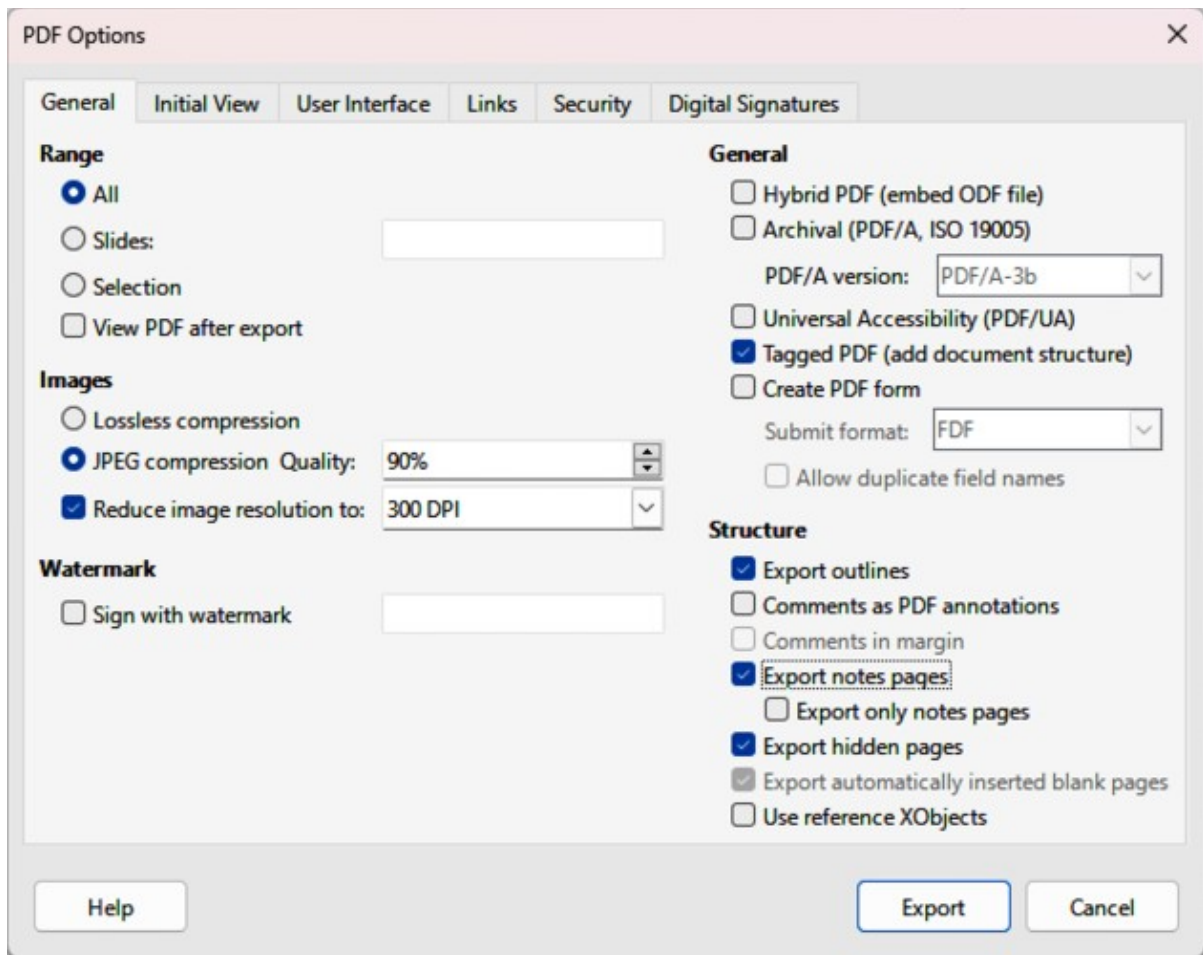 PDF Options
General Initial View User Interface Links Security Digital Signatures
Range
All
Slides:
Selection
View PDF after export
Images
Lossless compression
JPEG compression Quality: 90%
Reduce image resolution to: 300 DPI
Watermark
Sign with watermark
General
Hybrid PDF (embed ODF file)
Archival (PDF/A, ISO 19005)
PDF/A version: PDF/A-3b
Universal Accessibility (PDF/UA)
Tagged PDF (add document structure)
Create PDF form
Submit format: FDF
Allow duplicate field names
Structure
Export outlines
Comments as PDF annotations
Comments in margin
Export notes pages
Export only notes pages
Export hidden pages
Export automatically inserted blank pages
Use reference XObjects
Help Export Cancel